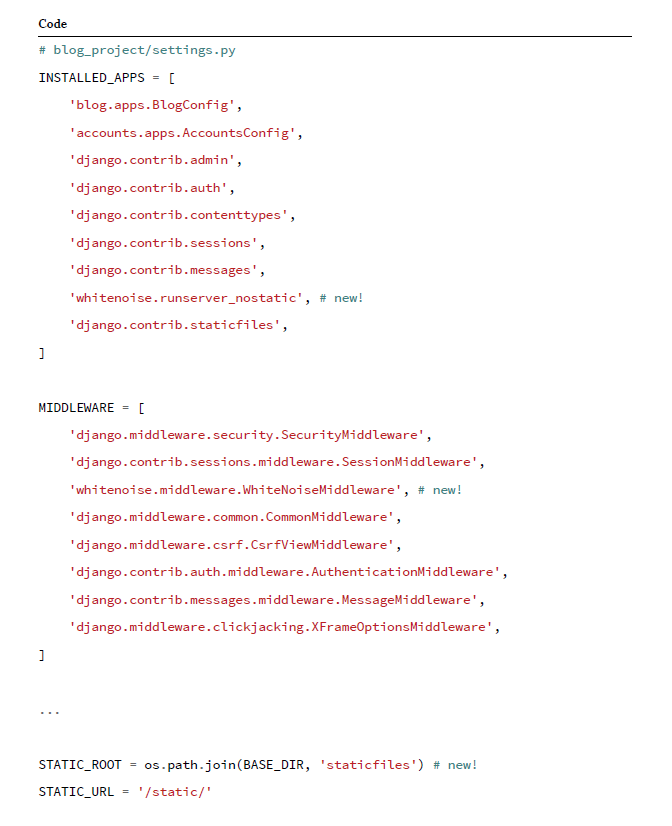 Code
# blog_project/settings.py
INSTALLED_APPS = [
    'blog.apps.BlogConfig',
    'accounts.apps.AccountsConfig',
    'django.contrib.admin',
    'django.contrib.auth',
    'django.contrib.contenttypes',
    'django.contrib.sessions',
    'django.contrib.messages',
    'whitenoise.runserver_nostatic', # new!
    'django.contrib.staticfiles',
]
MIDDLEWARE = [
    'django.middleware.security.SecurityMiddleware',
    'django.contrib.sessions.middleware.SessionMiddleware',
    'whitenoise.middleware.WhiteNoiseMiddleware', # new!
    'django.middleware.common.CommonMiddleware',
    'django.middleware.csrf.CsrfViewMiddleware',
    'django.contrib.auth.middleware.AuthenticationMiddleware',
    'django.contrib.messages.middleware.MessageMiddleware',
    'django.middleware.clickjacking.XFrameOptionsMiddleware',
]
...
STATIC_ROOT = os.path.join(BASE_DIR, 'staticfiles') # new!
STATIC_URL = '/static/'